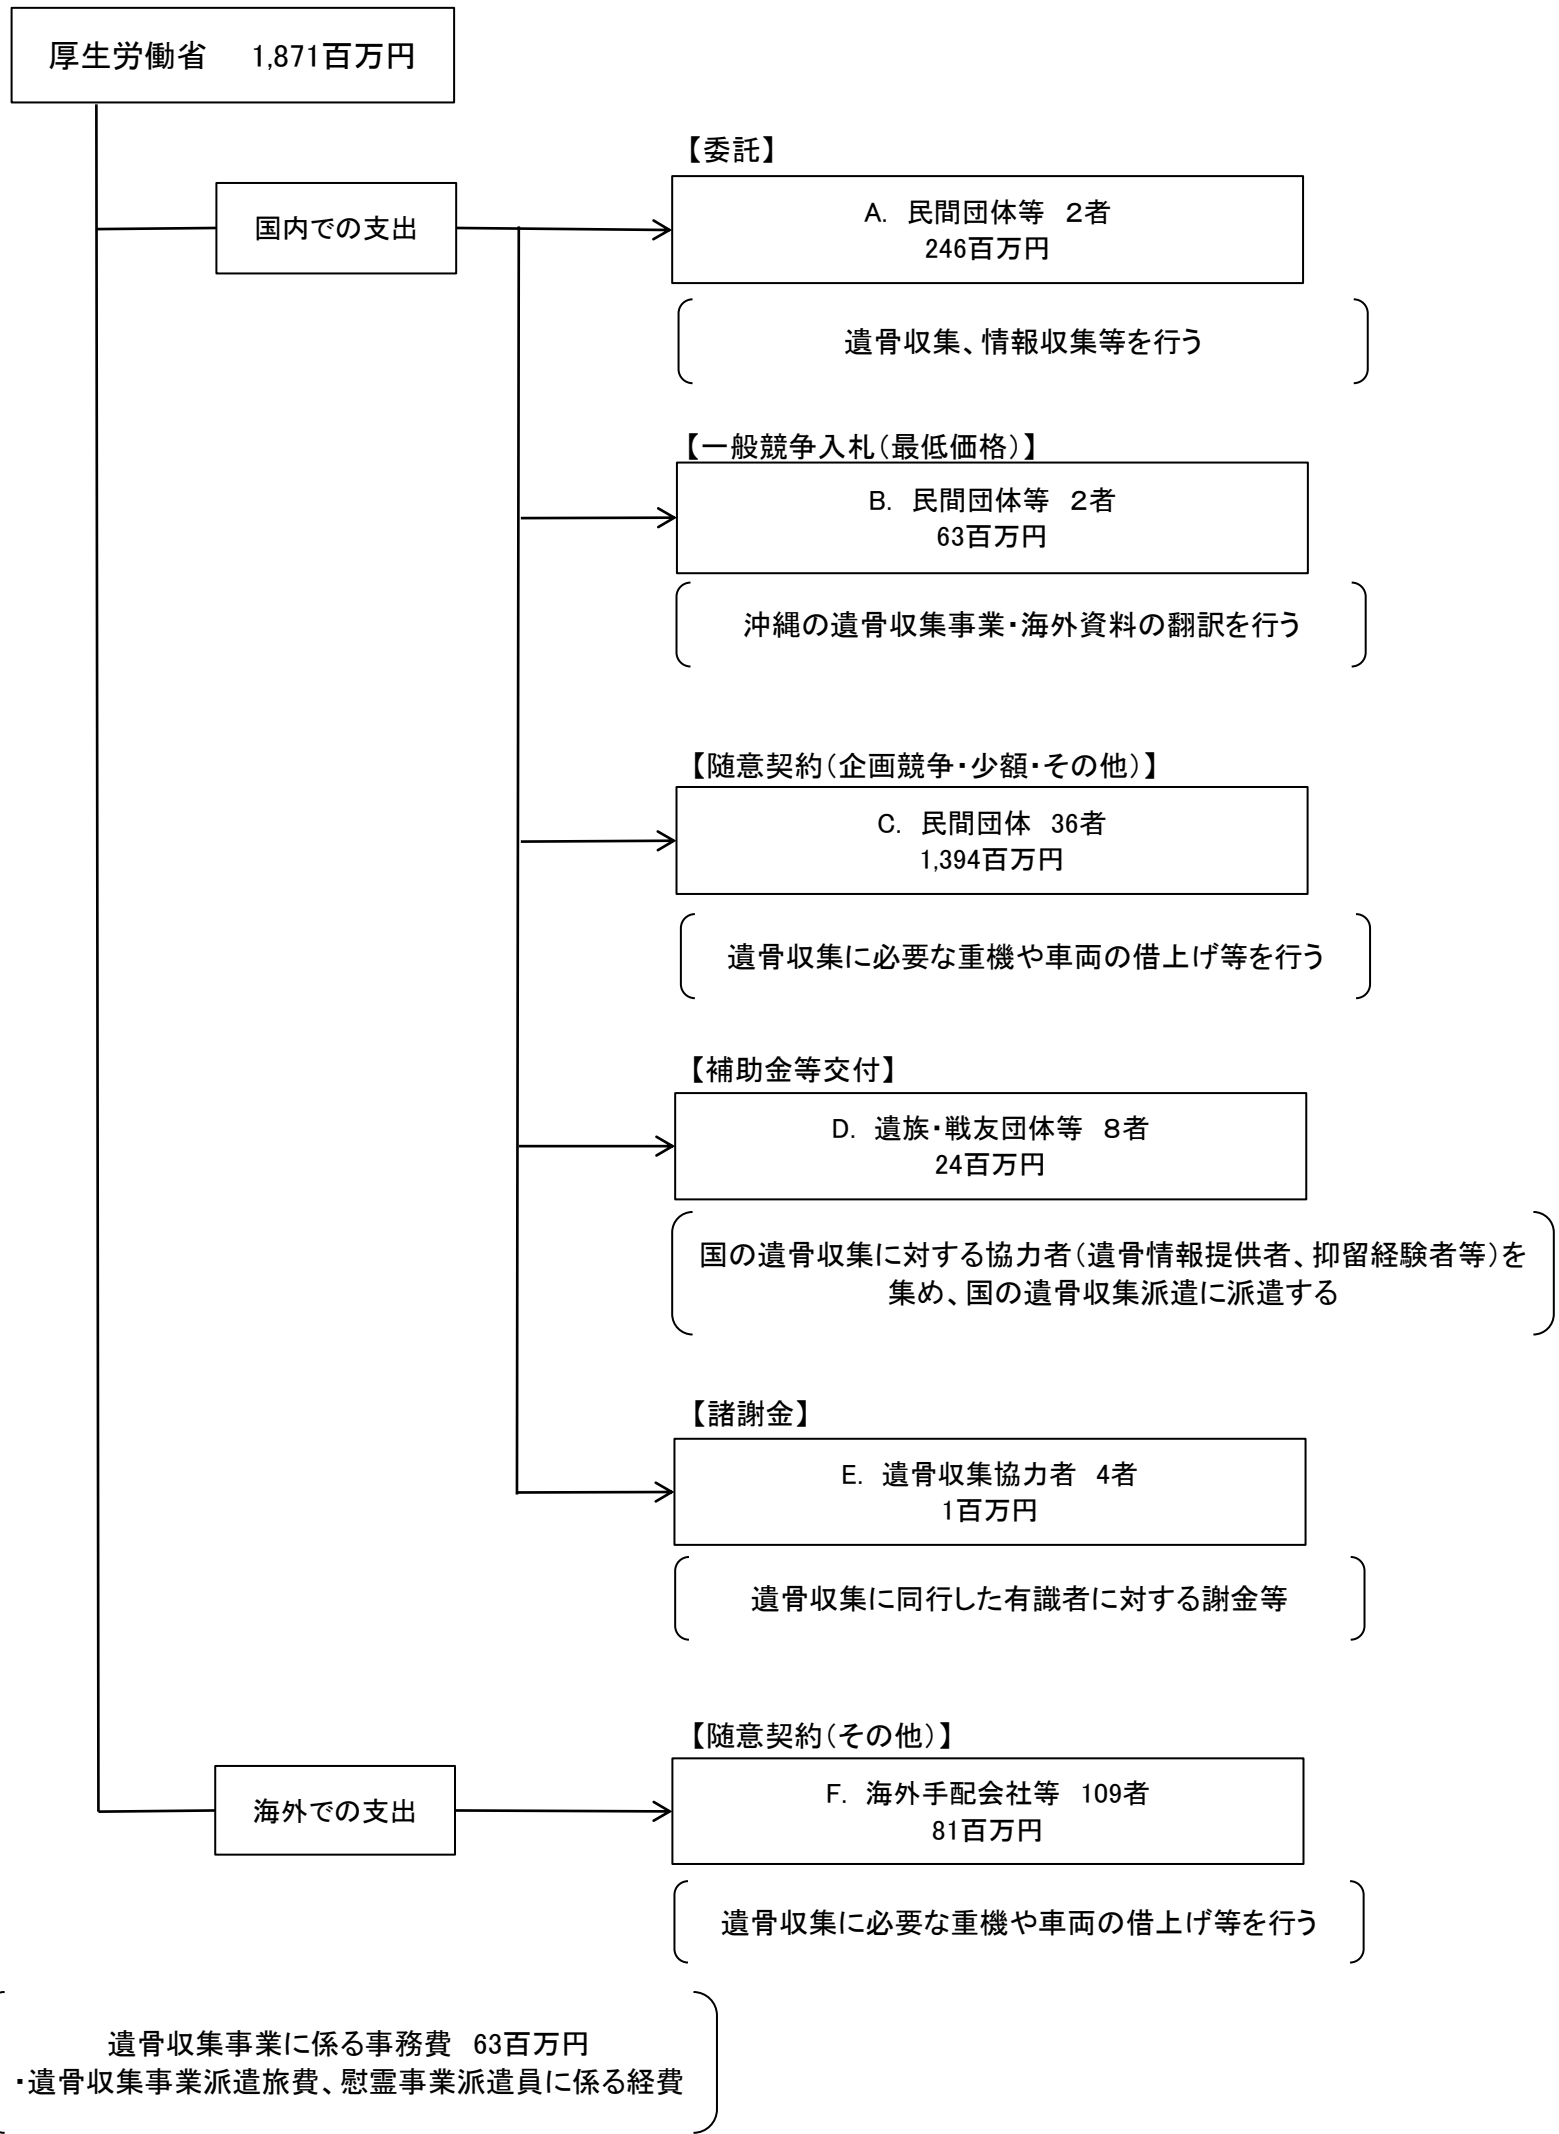 厚生労働省　1,871百万円
【委託】
国内での支出
A.　民間団体等　２者
246百万円
遺骨収集、情報収集等を行う
【一般競争入札（最低価格）】
B.　民間団体等　２者
63百万円
沖縄の遺骨収集事業・海外資料の翻訳を行う
【随意契約（企画競争・少額・その他）】
C.　民間団体　36者
1,394百万円
遺骨収集に必要な重機や車両の借上げ等を行う
【補助金等交付】
D.　遺族・戦友団体等　８者
24百万円
国の遺骨収集に対する協力者（遺骨情報提供者、抑留経験者等）を
集め、国の遺骨収集派遣に派遣する
【諸謝金】
E.　遺骨収集協力者　4者
1百万円
遺骨収集に同行した有識者に対する謝金等
【随意契約（その他）】
海外での支出
F.　海外手配会社等　109者
81百万円
遺骨収集に必要な重機や車両の借上げ等を行う
遺骨収集事業に係る事務費　63百万円
・遺骨収集事業派遣旅費、慰霊事業派遣員に係る経費